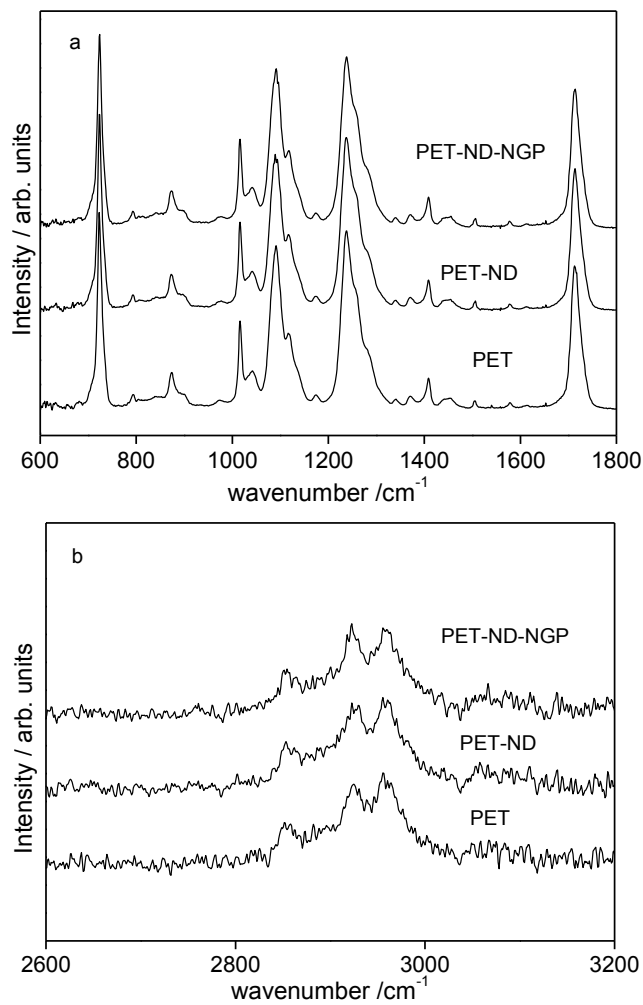 a
PET-ND-NGP
PET-ND
PET
Intensity / arb. units
600 800 1000 1200 1400 1600 1800
wavenumber /cm⁻¹
b
PET-ND-NGP
PET-ND
PET
Intensity / arb. units
2600 2800 3000 3200
wavenumber /cm⁻¹